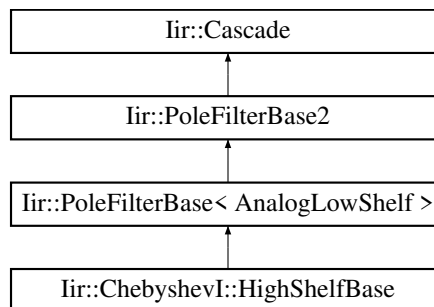 Iir::Cascade
Iir::PoleFilterBase2
Iir::PoleFilterBase< AnalogLowShelf >
Iir::ChebyshevI::HighShelfBase